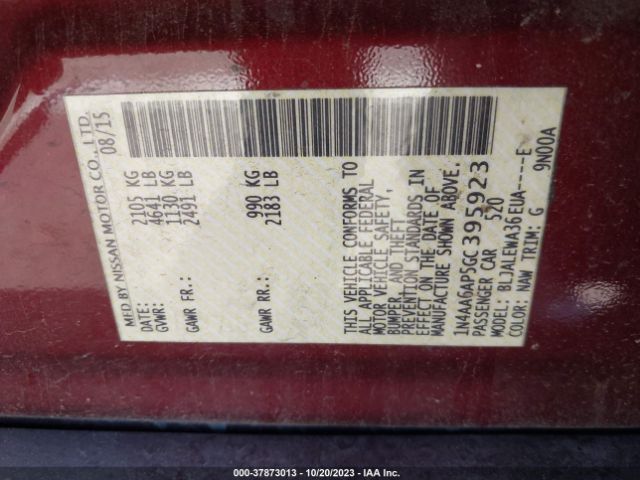 MFD BY NISSAN MOTOR CO., LTD.
DATE: 08/15
GVWR: 2105 KG
4641 LB
GAWR FR.: 1130 KG
2491 LB
GAWR RR.: 990 KG
2183 LB
THIS VEHICLE CONFORMS TO
ALL APPLICABLE FEDERAL
MOTOR VEHICLE SAFETY,
BUMPER, AND THEFT
PREVENTION STANDARDS IN
EFFECT ON THE DATE OF
MANUFACTURE SHOWN ABOVE.
1N4AA6AP5GC395923
PASSENGER CAR 520
MODEL: BLJALEWA36EUA----E
COLOR: NAW TRIM: G 9N00A
000-37873013 - 10/20/2023 - IAA Inc.